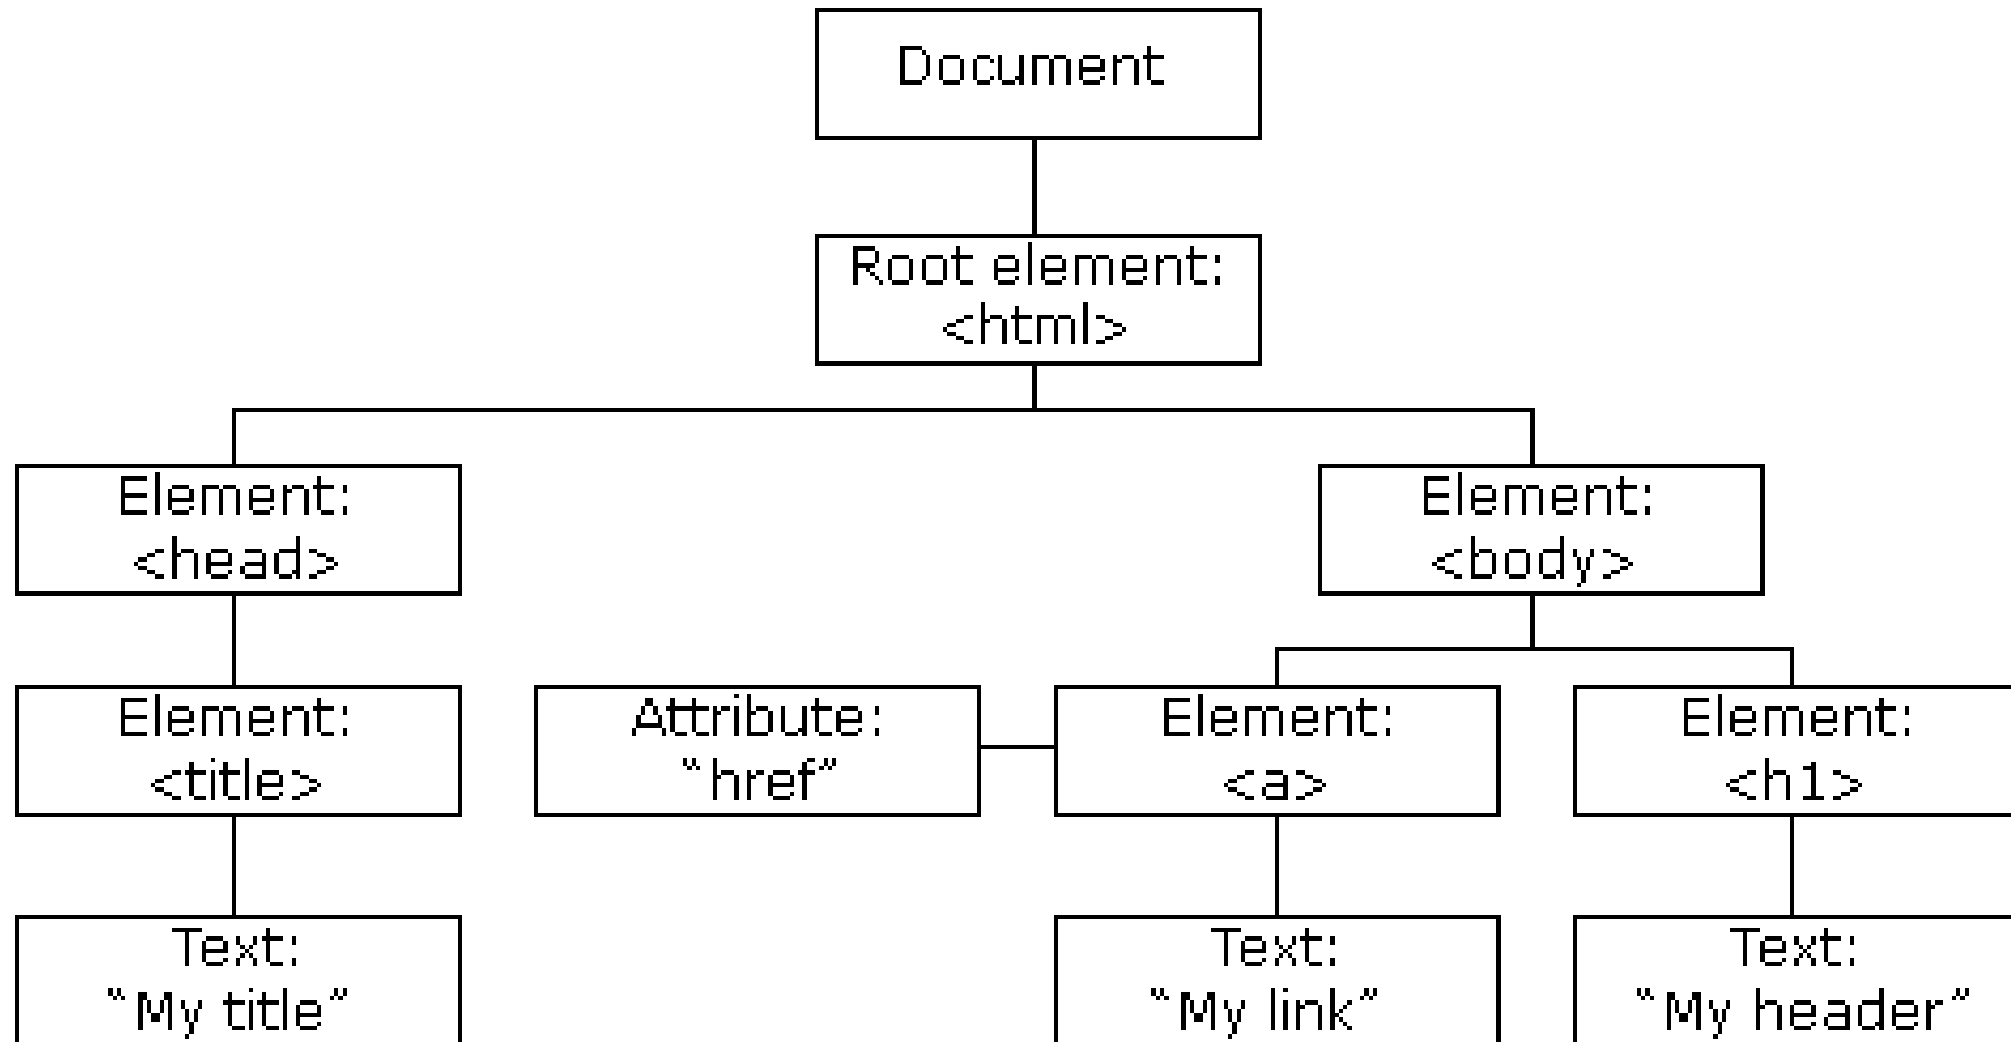 Document
Root element:
<html>
Element:
<head>
Element:
<body>
Element:
<title>
Attribute:
“href”
Element:
<a>
Element:
<h1>
Text:
“My title”
Text:
“My link”
Text:
“My header”